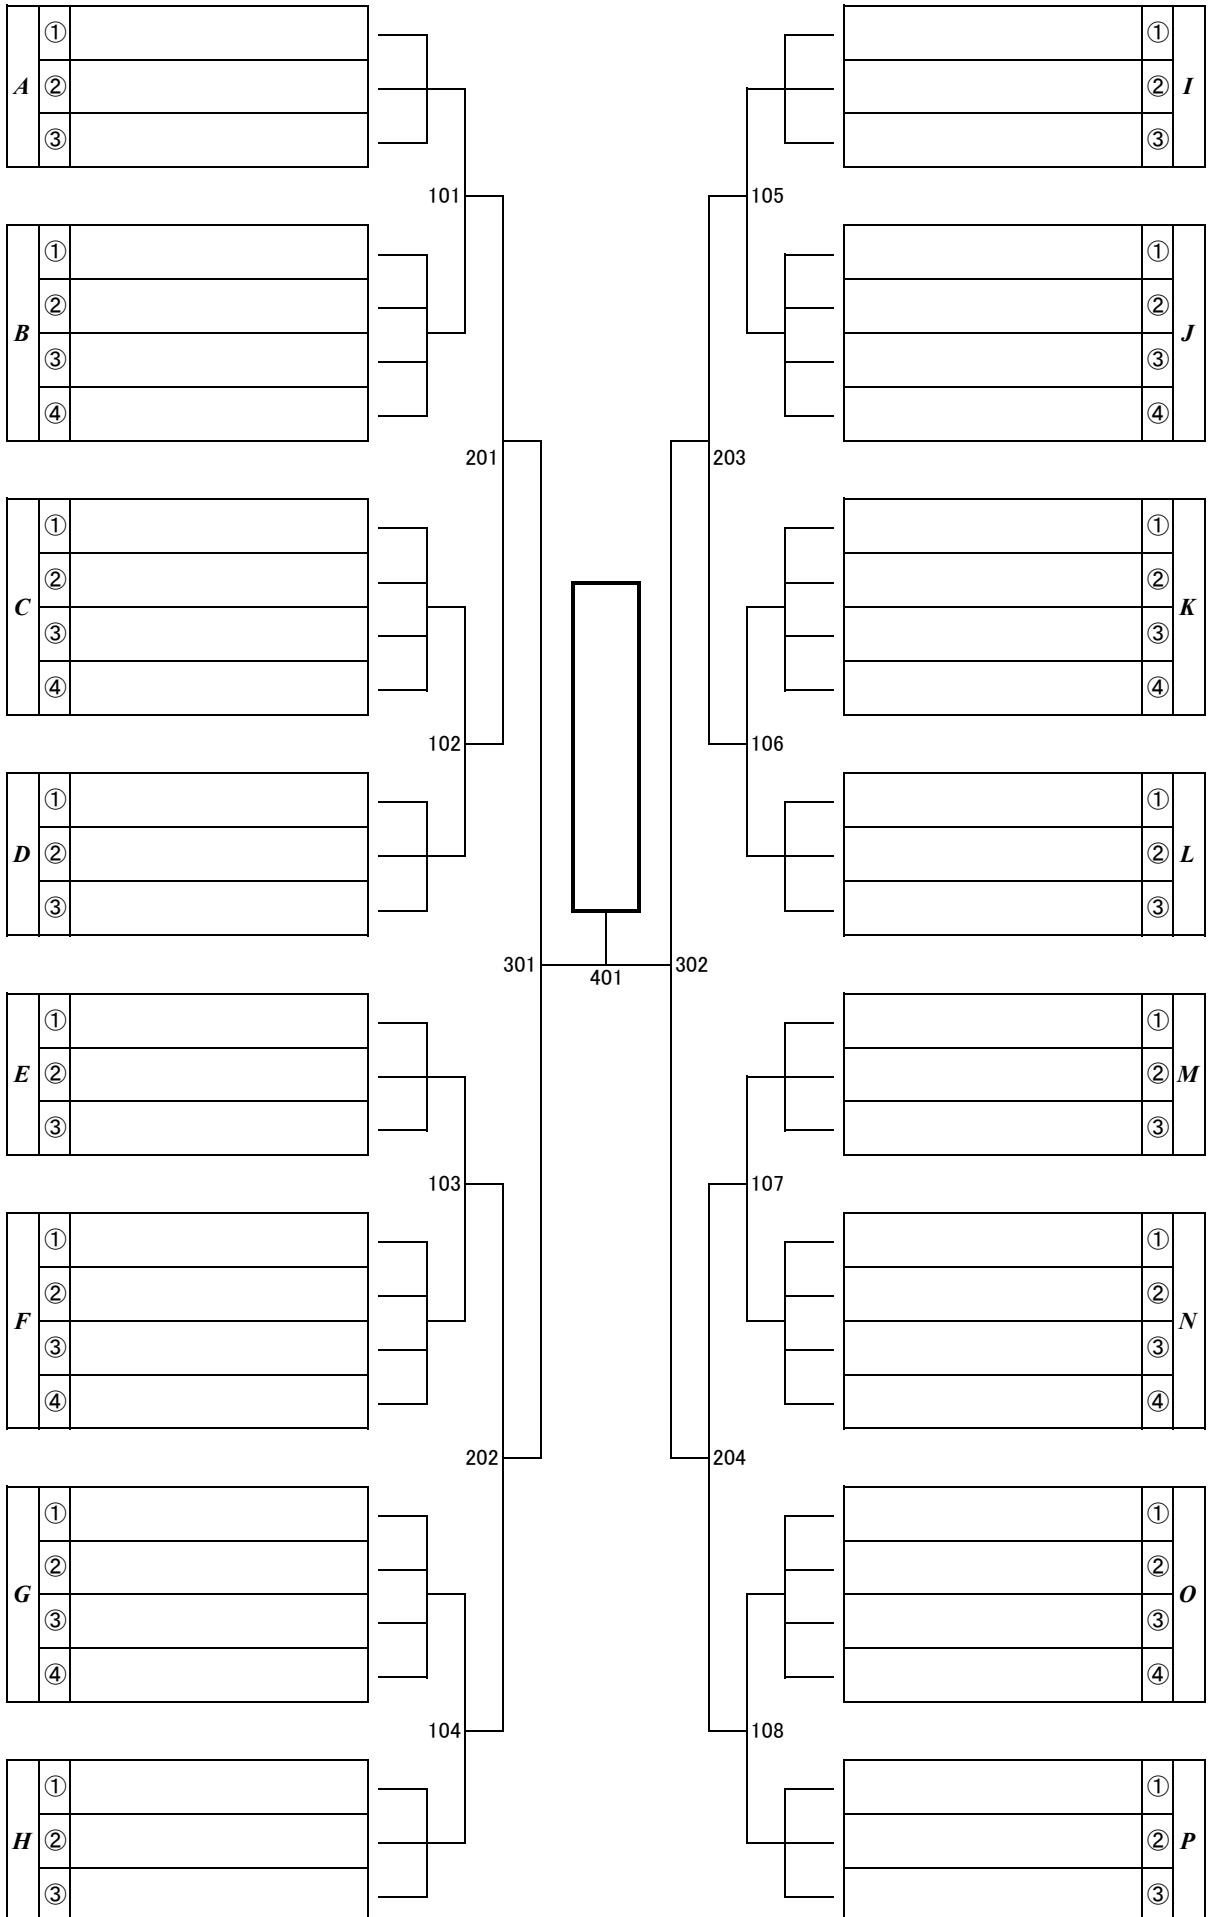 A ① ② ③
101
B ① ② ③ ④
201
C ① ② ③ ④
102
D ① ② ③
301
E ① ② ③
103
F ① ② ③ ④
202
G ① ② ③ ④
104
H ① ② ③
401
① ② ③ I
105
① ② ③ ④ J
203
① ② ③ ④ K
106
① ② ③ L
302
① ② ③ M
107
① ② ③ ④ N
204
① ② ③ ④ O
108
① ② ③ P